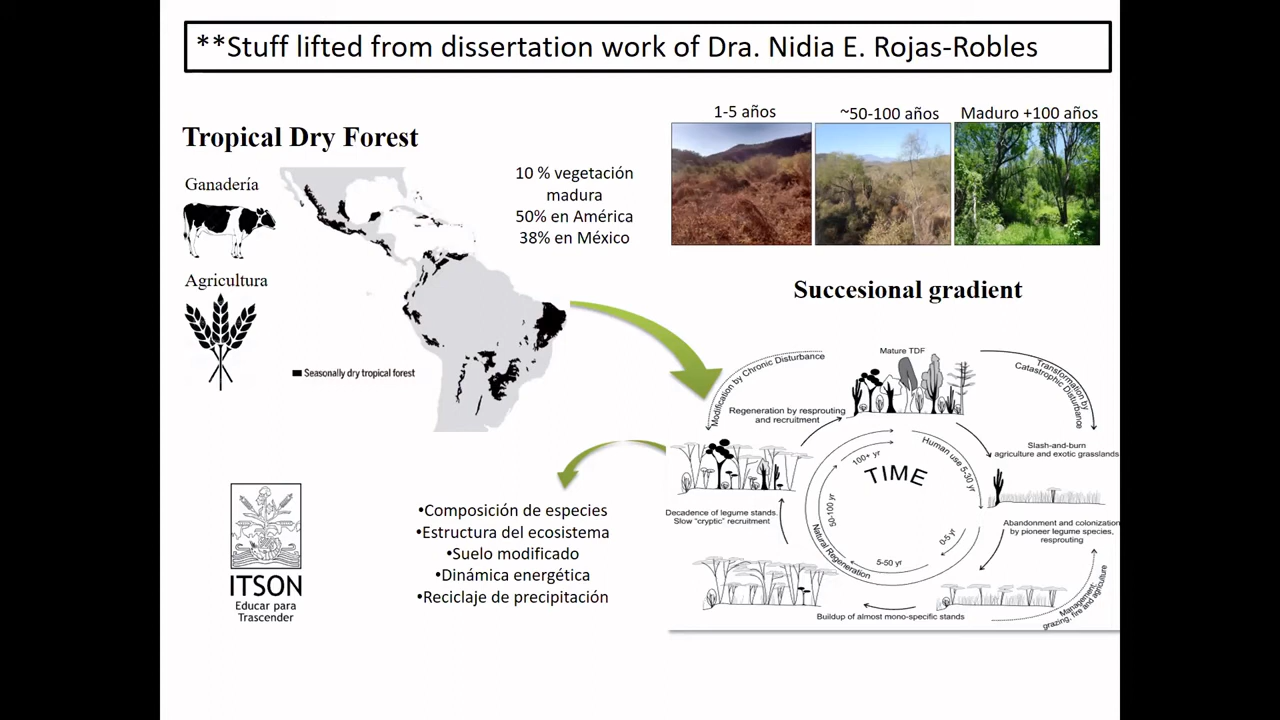 **Stuff lifted from dissertation work of Dra. Nidia E. Rojas-Robles
Tropical Dry Forest
Ganadería
Agricultura
10 % vegetación
madura
50% en América
38% en México
Seasonally dry tropical forest
1-5 años
~50-100 años
Maduro +100 años
Succesional gradient
Mature TDF
Modification by Chronic Disturbance
Transformation by
Catastrophic Disturbance
Regeneration by resprouting
and recruitment
Human use 5-30 yr
100+ yr
TIME
50-100 yr
0-5 yr
5-50 yr
Natural Regeneration
Slash-and-burn
agriculture and exotic grasslands
Decadence of legume stands.
Slow "cryptic" recruitment
Abandonment and colonization
by pioneer legume species,
resprouting
Management:
grazing, fire and agriculture
Buildup of almost mono-specific stands
•Composición de especies
•Estructura del ecosistema
•Suelo modificado
•Dinámica energética
•Reciclaje de precipitación
ITSON
Educar para
Trascender